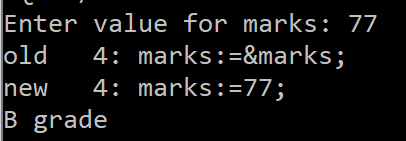 Enter value for marks: 77
old   4: marks:=&marks;
new   4: marks:=77;
B grade